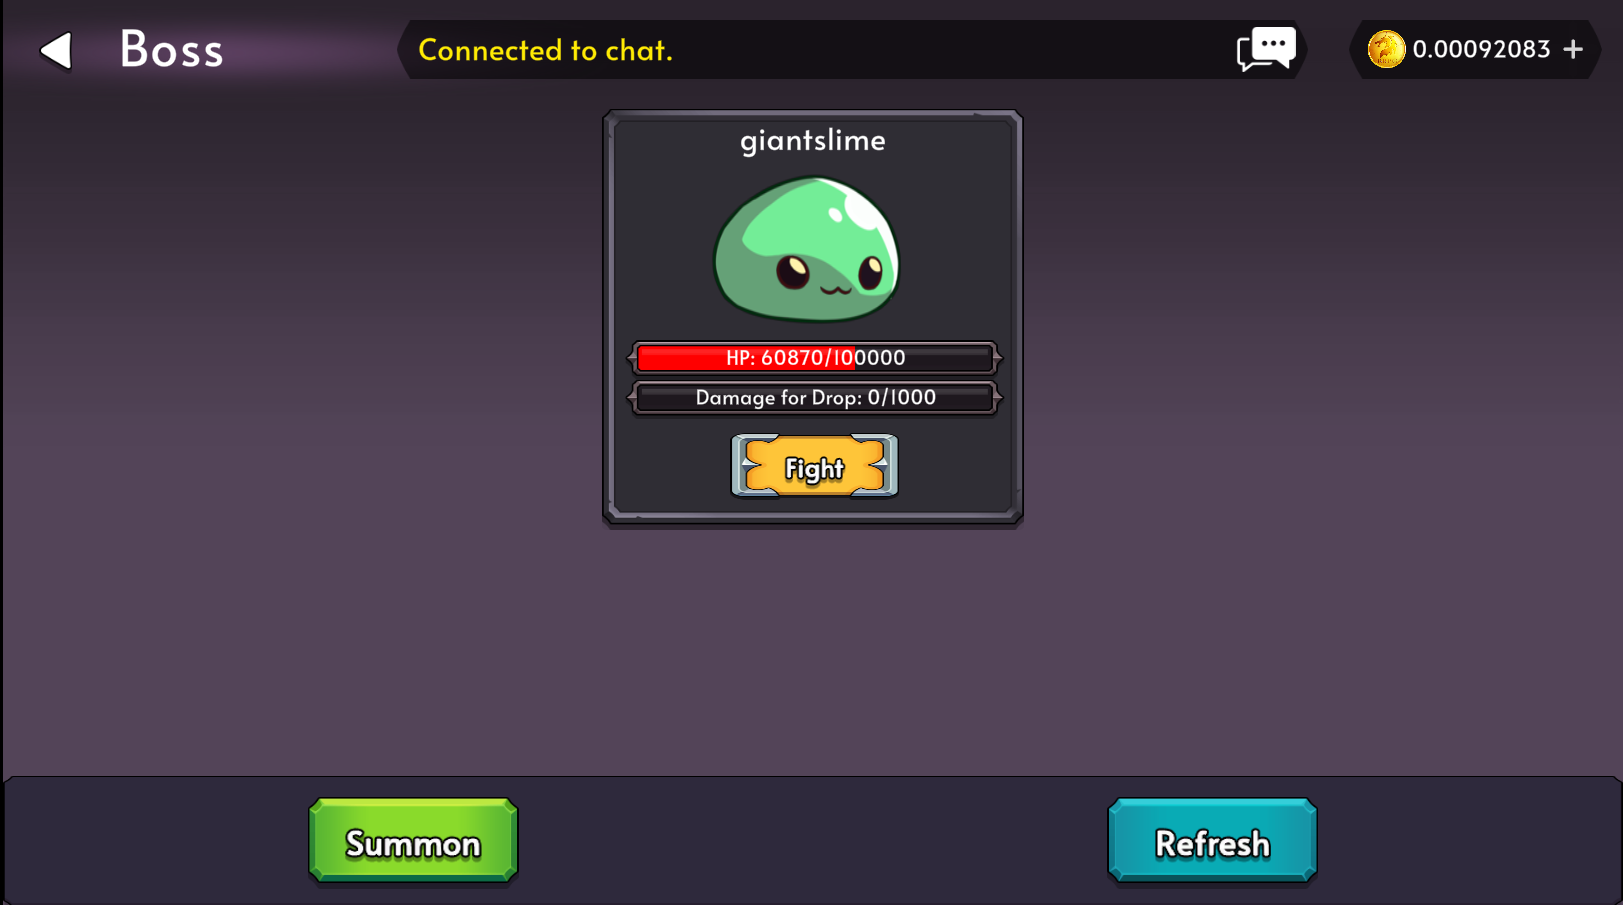 Boss
Connected to chat.
0.00092083 +
giantslime
HP: 60870/100000
Damage for Drop: 0/1000
Fight
Summon
Refresh